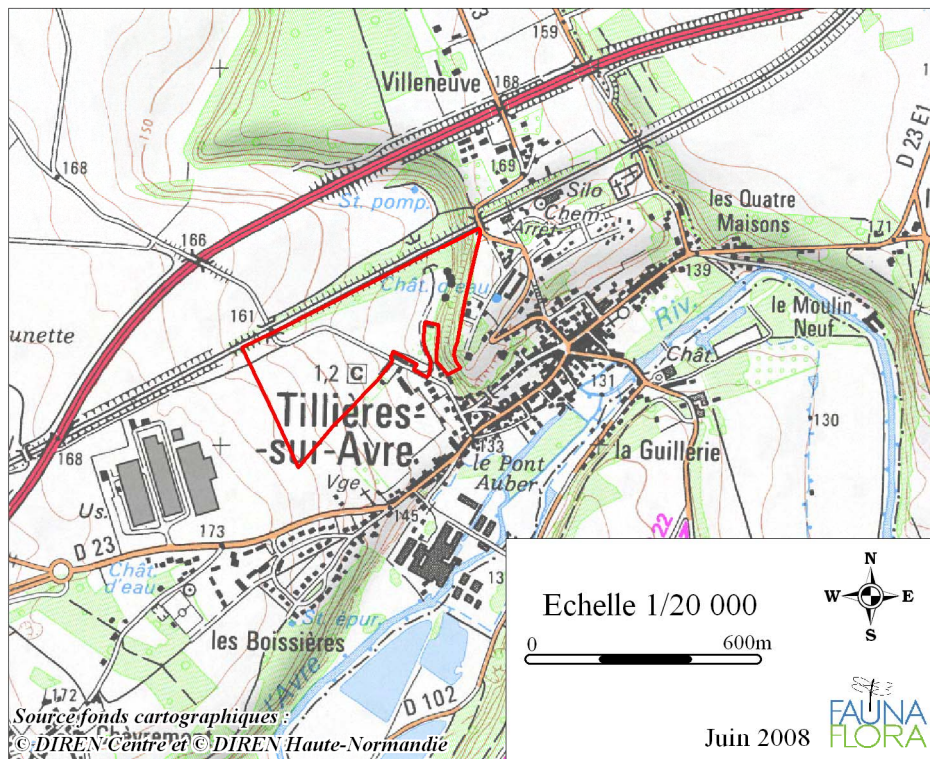 159
Villeneuve
168
D 23 E1
150
168
169
Silo
les Quatre
Maisons
St. pomp.
Chem.
Arrêt
171
166
139
Chât. d'eau
Riv.
le Moulin
Neuf
161
Chât.
1,2 C
131
130
Tillières-
-sur-Avre
133
la Guillerie
le Pont
Auber
168
Vge
Us.
145
22
173
D 23
Chât.
d'eau
St. épur.
les Boissières
l'Avre
172
D 102
Echelle 1/20 000
0 600m
N
W E
S
Source fonds cartographiques :
© DIREN Centre et © DIREN Haute-Normandie
Juin 2008
FAUNA
FLORA